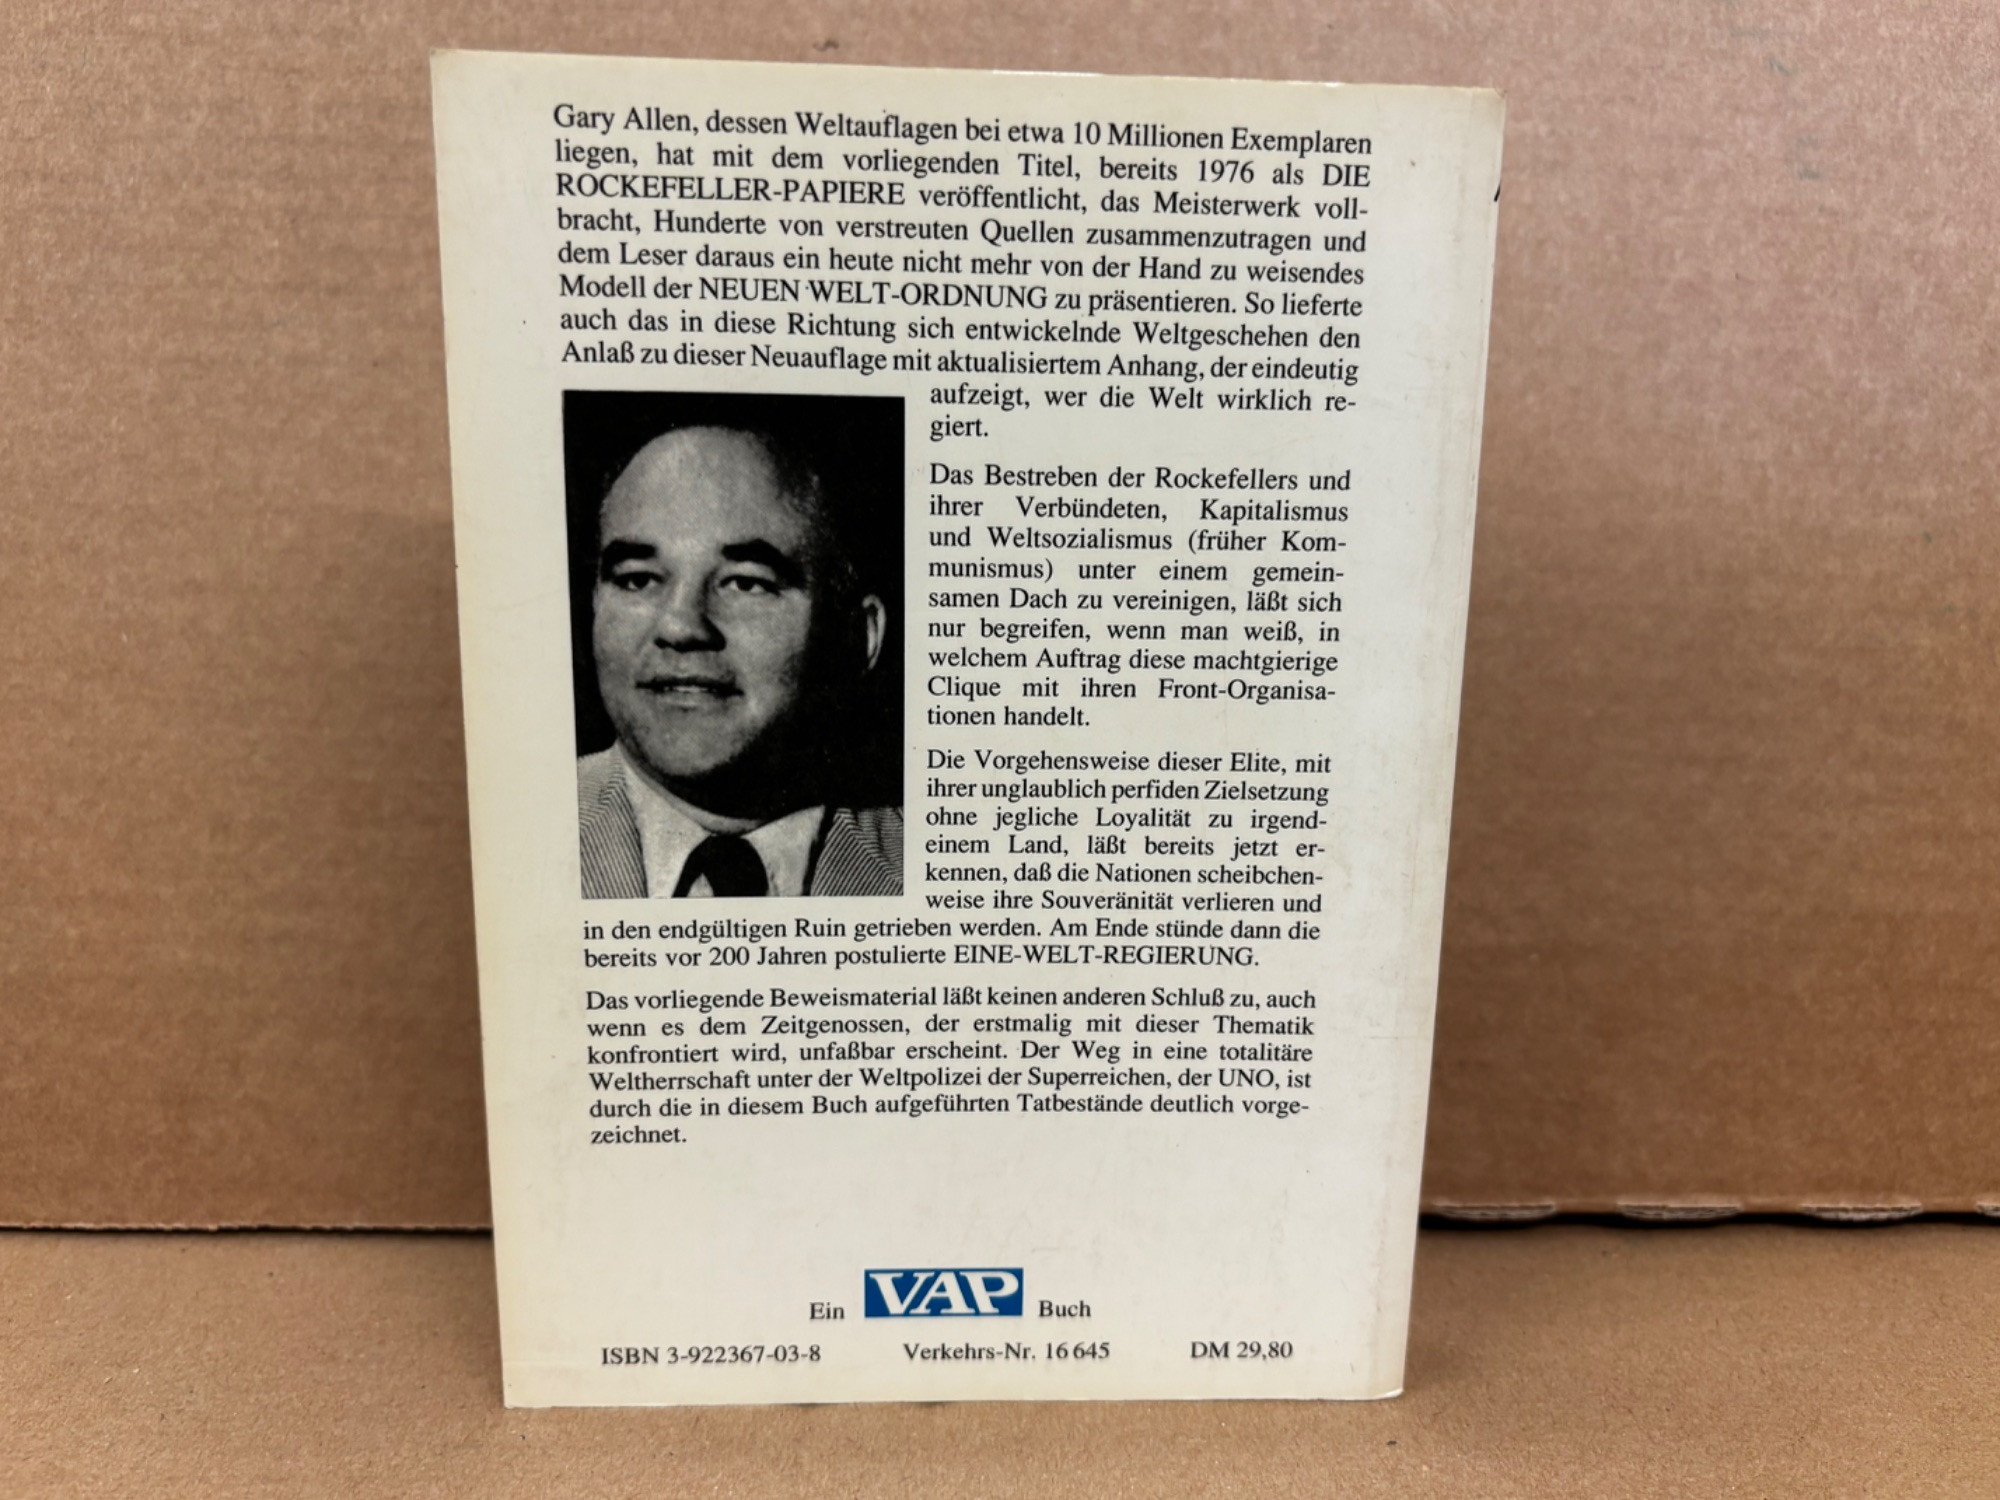 Gary Allen, dessen Weltauflagen bei etwa 10 Millionen Exemplaren
liegen, hat mit dem vorliegenden Titel, bereits 1976 als DIE
ROCKEFELLER-PAPIERE veröffentlicht, das Meisterwerk voll-
bracht, Hunderte von verstreuten Quellen zusammenzutragen und
dem Leser daraus ein heute nicht mehr von der Hand zu weisendes
Modell der NEUEN WELT-ORDNUNG zu präsentieren. So lieferte
auch das in diese Richtung sich entwickelnde Weltgeschehen den
Anlaß zu dieser Neuauflage mit aktualisiertem Anhang, der eindeutig
aufzeigt, wer die Welt wirklich re-
giert.
Das Bestreben der Rockefellers und
ihrer Verbündeten, Kapitalismus
und Weltsozialismus (früher Kom-
munismus) unter einem gemein-
samen Dach zu vereinigen, läßt sich
nur begreifen, wenn man weiß, in
welchem Auftrag diese machtgierige
Clique mit ihren Front-Organisa-
tionen handelt.
Die Vorgehensweise dieser Elite, mit
ihrer unglaublich perfiden Zielsetzung
ohne jegliche Loyalität zu irgend-
einem Land, läßt bereits jetzt er-
kennen, daß die Nationen scheibchen-
weise ihre Souveränität verlieren und
in den endgültigen Ruin getrieben werden. Am Ende stünde dann die
bereits vor 200 Jahren postulierte EINE-WELT-REGIERUNG.
Das vorliegende Beweismaterial läßt keinen anderen Schluß zu, auch
wenn es dem Zeitgenossen, der erstmalig mit dieser Thematik
konfrontiert wird, unfaßbar erscheint. Der Weg in eine totalitäre
Weltherrschaft unter der Weltpolizei der Superreichen, der UNO, ist
durch die in diesem Buch aufgeführten Tatbestände deutlich vorge-
zeichnet.
Ein VAP Buch
ISBN 3-922367-03-8 Verkehrs-Nr. 16 645 DM 29,80